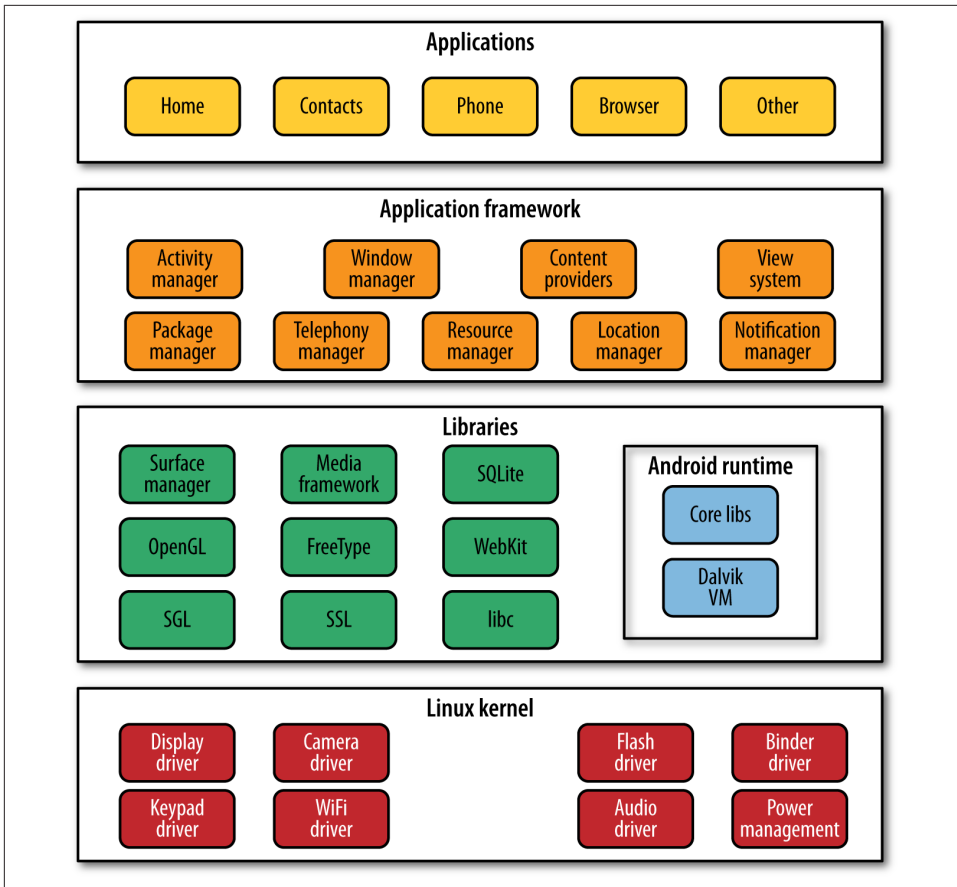 Applications
Home
Contacts
Phone
Browser
Other
Application framework
Activity
manager
Window
manager
Content
providers
View
system
Package
manager
Telephony
manager
Resource
manager
Location
manager
Notification
manager
Libraries
Surface
manager
Media
framework
SQLite
OpenGL
FreeType
WebKit
SGL
SSL
libc
Android runtime
Core libs
Dalvik
VM
Linux kernel
Display
driver
Camera
driver
Flash
driver
Binder
driver
Keypad
driver
WiFi
driver
Audio
driver
Power
management